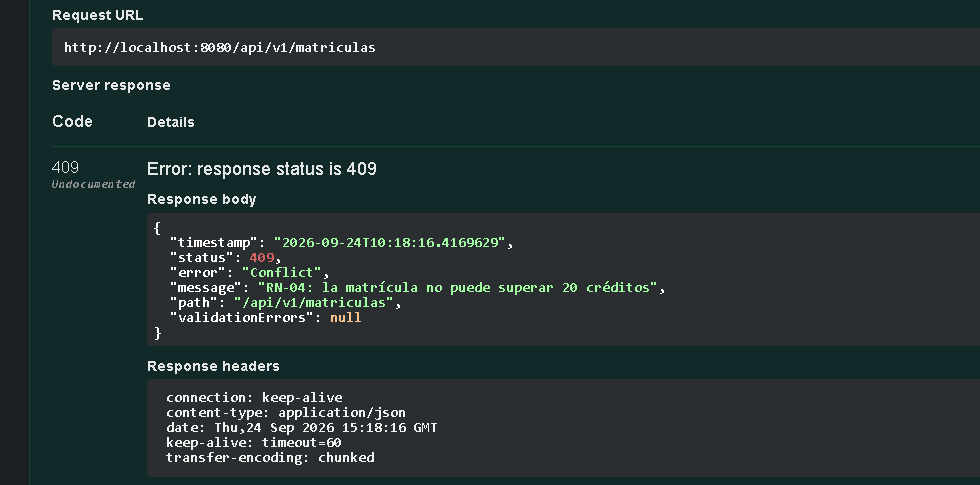 Request URL
http://localhost:8080/api/v1/matriculas
Server response
Code Details
409 Error: response status is 409
Undocumented
Response body
{
  "timestamp": "2026-09-24T10:18:16.4169629",
  "status": 409,
  "error": "Conflict",
  "message": "RN-04: la matrícula no puede superar 20 créditos",
  "path": "/api/v1/matriculas",
  "validationErrors": null
}
Response headers
connection: keep-alive
content-type: application/json
date: Thu,24 Sep 2026 15:18:16 GMT
keep-alive: timeout=60
transfer-encoding: chunked